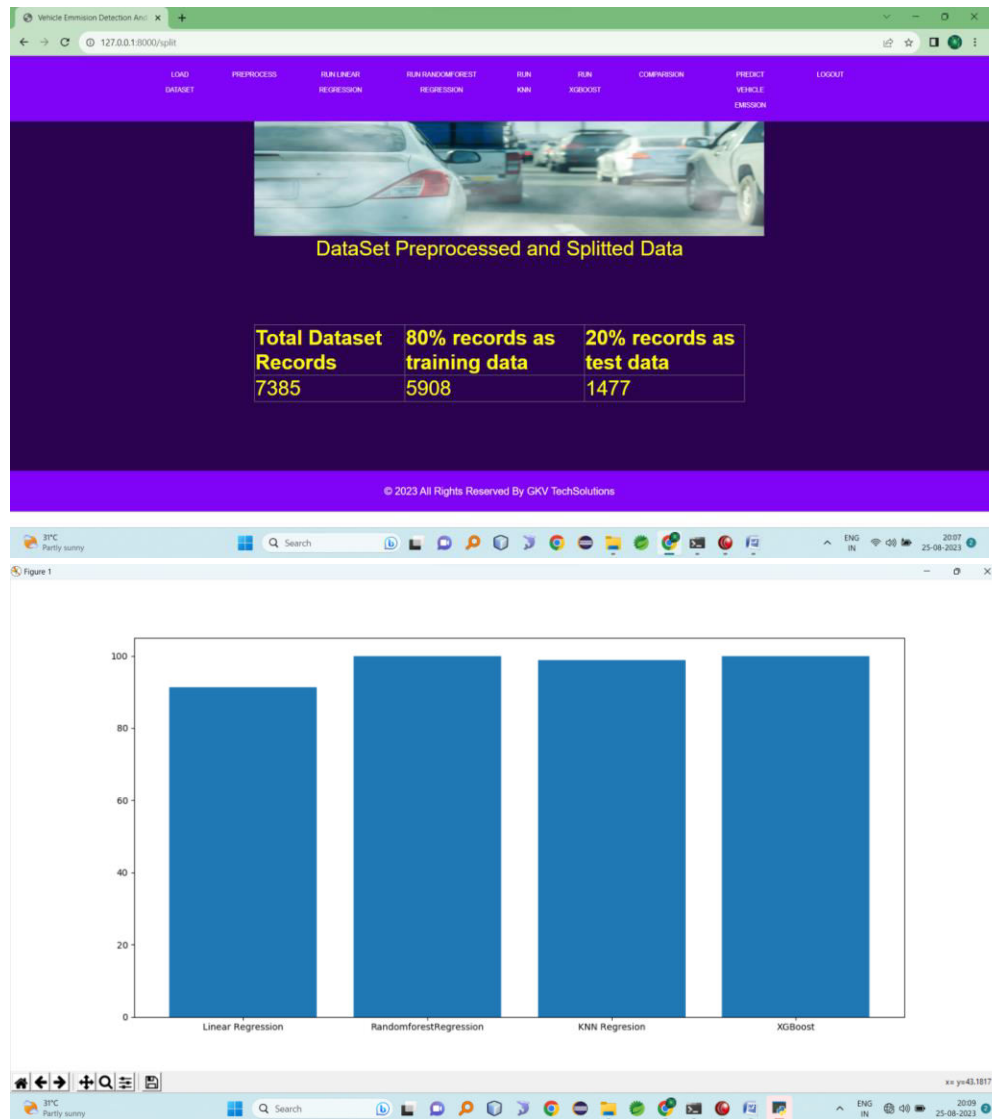 Vehicle Emmision Detection And
127.0.0.1:8000/split
LOAD DATASET
PREPROCESS
RUN LINEAR REGRESSION
RUN RANDOMFOREST REGRESSION
RUN KNN
RUN XGBOOST
COMPARISION
PREDICT VEHICLE EMISSION
LOGOUT
DataSet Preprocessed and Splitted Data
Total Dataset Records
80% records as training data
20% records as test data
7385 5908 1477
© 2023 All Rights Reserved By GKV TechSolutions
31°C
Partly sunny
Search
ENG
IN
20:07
25-08-2023
Figure 1
100
80
60
40
20
0
Linear Regression RandomforestRegression KNN Regresion XGBoost
x= y=43.1817
31°C
Partly sunny
Search
ENG
IN
20:09
25-08-2023